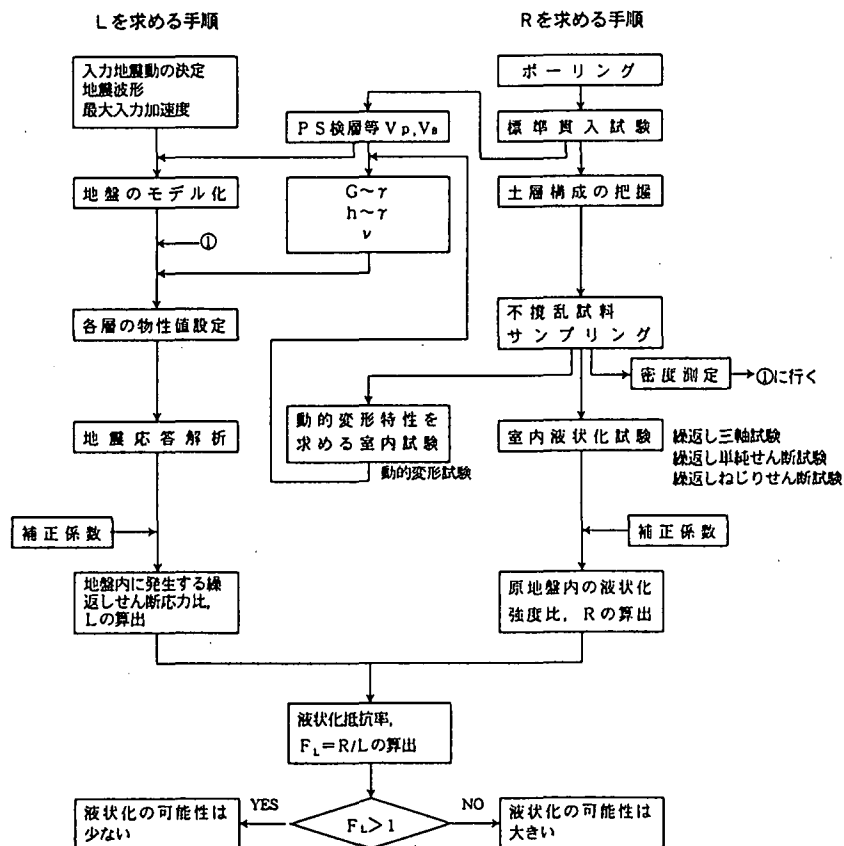 Lを求める手順
Rを求める手順
入力地震動の決定
地震波形
最大入力加速度
ボーリング
PS検層等Vp,Vs
標準貫入試験
地盤のモデル化
G~γ
h~γ
ν
土層構成の把握
①
各層の物性値設定
不攪乱試料
サンプリング
密度測定
①に行く
地震応答解析
動的変形特性を
求める室内試験
動的変形試験
室内液状化試験
繰返し三軸試験
繰返し単純せん断試験
繰返しねじりせん断試験
補正係数
補正係数
地盤内に発生する繰
返しせん断応力比,
Lの算出
原地盤内の液状化
強度比, Rの算出
液状化抵抗率,
FL=R/Lの算出
液状化の可能性は
少ない
YES
FL>1
NO
液状化の可能性は
大きい